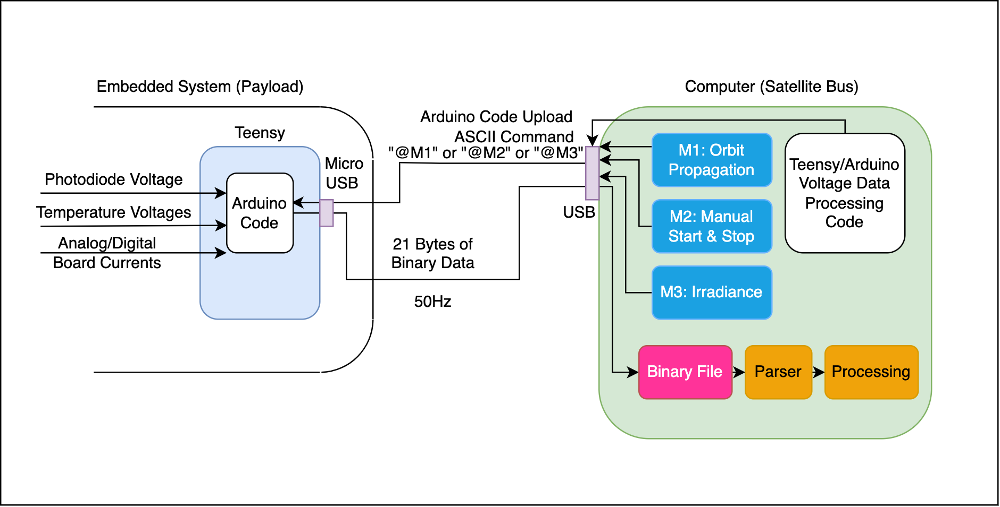 Embedded System (Payload)
Computer (Satellite Bus)
Teensy
Micro
USB
Photodiode Voltage
Temperature Voltages
Analog/Digital
Board Currents
Arduino
Code
Arduino Code Upload
ASCII Command
"@M1" or "@M2" or "@M3"
21 Bytes of
Binary Data
50Hz
USB
M1: Orbit
Propagation
M2: Manual
Start & Stop
M3: Irradiance
Teensy/Arduino
Voltage Data
Processing
Code
Binary File
Parser
Processing